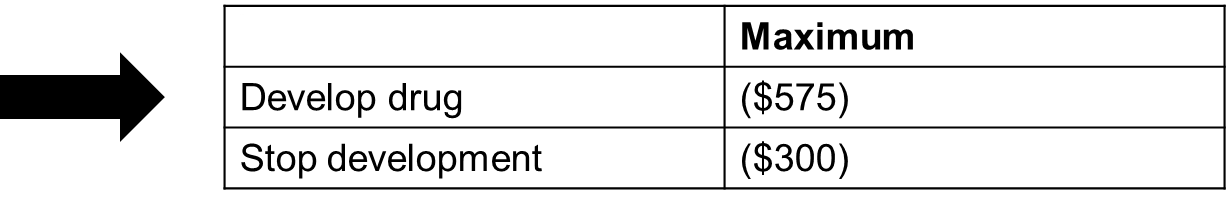 Maximum
Develop drug ($575)
Stop development ($300)